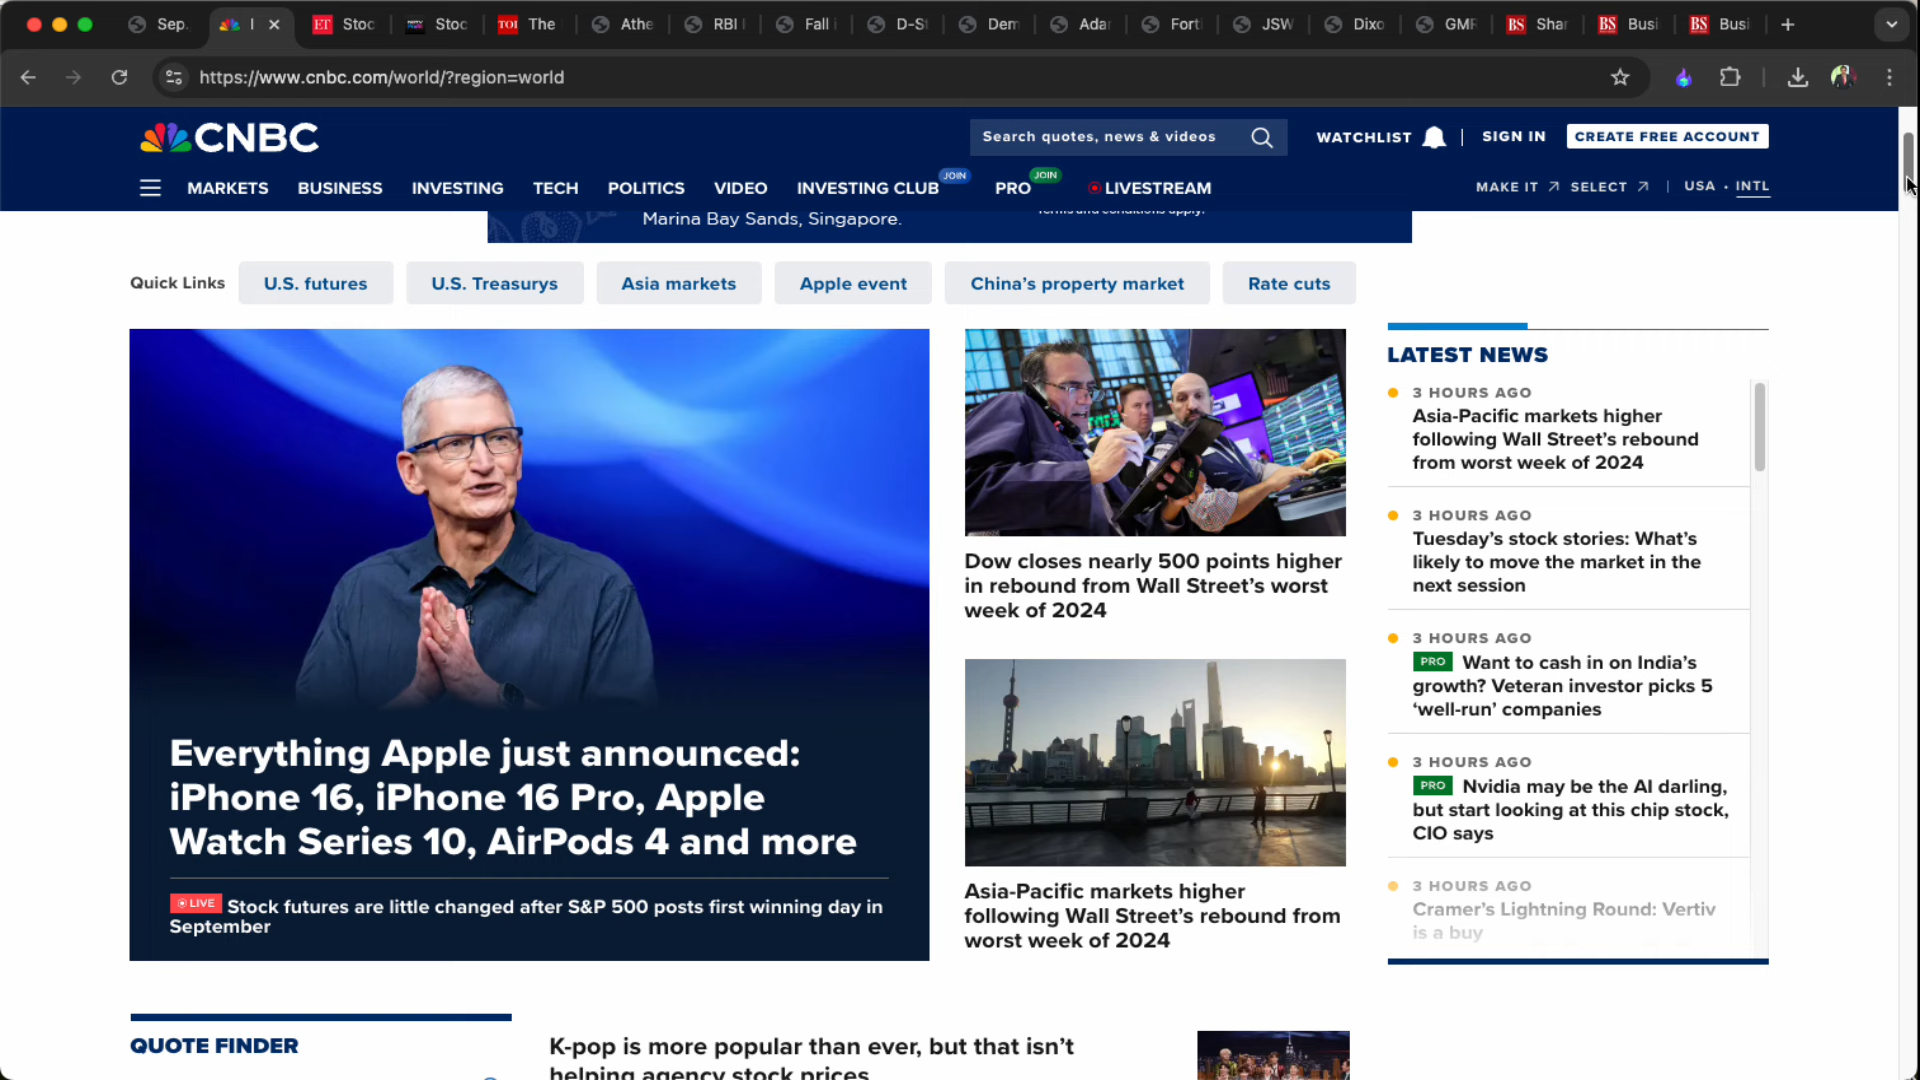 Sep
I
ET Stoc
Stoc
TOI The
Athe
RBI
Fall i
D-S
Dem
Adar
Forti
JSW
Dixo
GMR
BS Shar
BS Busi
BS Busi
https://www.cnbc.com/world/?region=world
CNBC
Search quotes, news & videos
WATCHLIST
SIGN IN
CREATE FREE ACCOUNT
MARKETS
BUSINESS
INVESTING
TECH
POLITICS
VIDEO
INVESTING CLUB JOIN
PRO JOIN
LIVESTREAM
MAKE IT
SELECT
USA • INTL
Marina Bay Sands, Singapore.
Terms and conditions apply.
Quick Links
U.S. futures
U.S. Treasurys
Asia markets
Apple event
China’s property market
Rate cuts
Everything Apple just announced:
iPhone 16, iPhone 16 Pro, Apple
Watch Series 10, AirPods 4 and more
LIVE Stock futures are little changed after S&P 500 posts first winning day in
September
Dow closes nearly 500 points higher
in rebound from Wall Street’s worst
week of 2024
Asia-Pacific markets higher
following Wall Street’s rebound from
worst week of 2024
LATEST NEWS
3 HOURS AGO
Asia-Pacific markets higher
following Wall Street’s rebound
from worst week of 2024
3 HOURS AGO
Tuesday’s stock stories: What’s
likely to move the market in the
next session
3 HOURS AGO
PRO Want to cash in on India’s
growth? Veteran investor picks 5
‘well-run’ companies
3 HOURS AGO
PRO Nvidia may be the AI darling,
but start looking at this chip stock,
CIO says
3 HOURS AGO
Cramer’s Lightning Round: Vertiv
is a buy
QUOTE FINDER
K-pop is more popular than ever, but that isn’t
helping agency stock prices